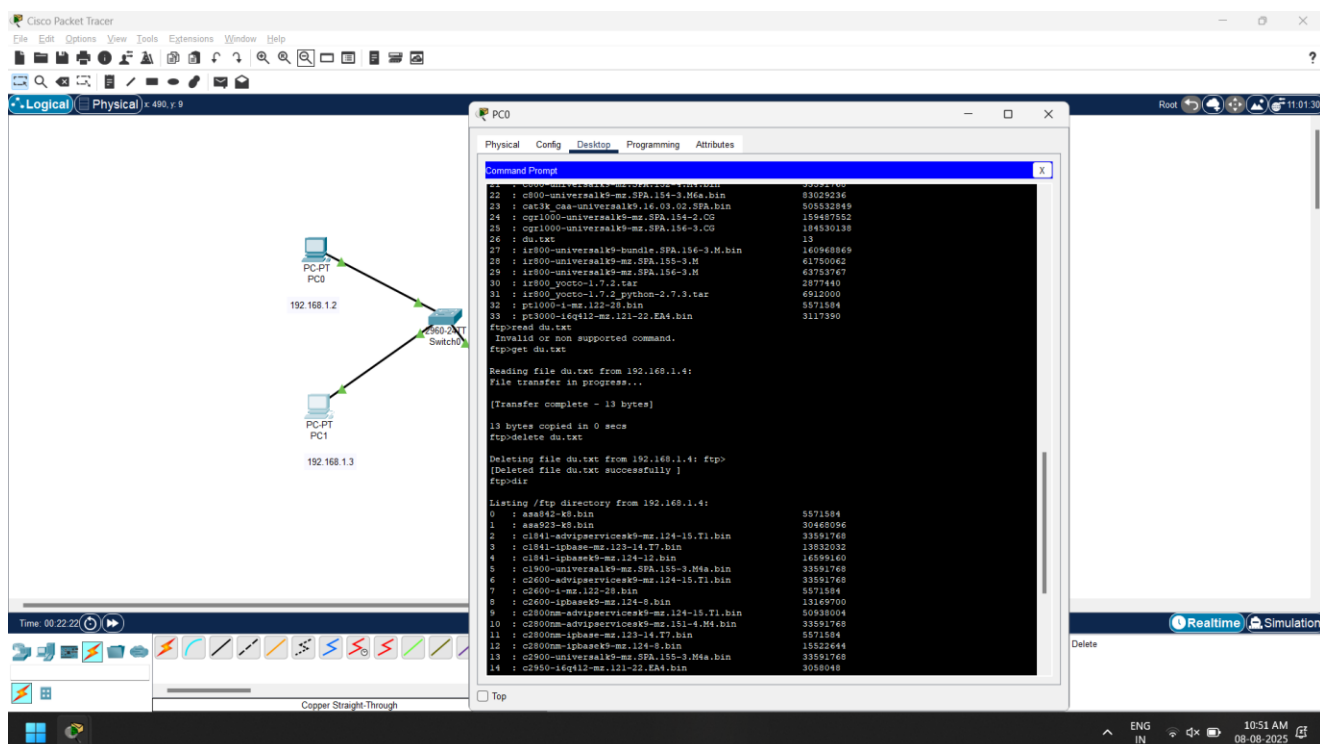 Cisco Packet Tracer
File Edit Options View Tools Extensions Window Help
?
Logical Physical x: 490, y: 9
Root 11:01:30
PC0
Physical Config Desktop Programming Attributes
Command Prompt
X
21 : c800-universalk9-mz.SPA.152-4.M4.bin 33591768
22 : c800-universalk9-mz.SPA.154-3.M6a.bin 83029236
23 : cat3k_caa-universalk9.16.03.02.SPA.bin 505532849
24 : cgr1000-universalk9-mz.SPA.154-2.CG 159487552
25 : cgr1000-universalk9-mz.SPA.156-3.CG 184530138
26 : du.txt 13
27 : ir800-universalk9-bundle.SPA.156-3.M.bin 160968869
28 : ir800-universalk9-mz.SPA.155-3.M 61750062
29 : ir800-universalk9-mz.SPA.156-3.M 63753767
30 : ir800_yocto-1.7.2.tar 2877440
31 : ir800_yocto-1.7.2_python-2.7.3.tar 6912000
32 : pt1000-i-mz.122-28.bin 5571584
33 : pt3000-i6q4l2-mz.121-22.EA4.bin 3117390
ftp>read du.txt
Invalid or non supported command.
ftp>get du.txt
Reading file du.txt from 192.168.1.4:
File transfer in progress...
[Transfer complete - 13 bytes]
13 bytes copied in 0 secs
ftp>delete du.txt
Deleting file du.txt from 192.168.1.4: ftp>
[Deleted file du.txt successfully ]
ftp>dir
Listing /ftp directory from 192.168.1.4:
0 : asa842-k8.bin 5571584
1 : asa923-k8.bin 30468096
2 : c1841-advipservicesk9-mz.124-15.T1.bin 33591768
3 : c1841-ipbase-mz.123-14.T7.bin 13832032
4 : c1841-ipbasek9-mz.124-12.bin 16599160
5 : c1900-universalk9-mz.SPA.155-3.M4a.bin 33591768
6 : c2600-advipservicesk9-mz.124-15.T1.bin 33591768
7 : c2600-i-mz.122-28.bin 5571584
8 : c2600-ipbasek9-mz.124-8.bin 13169700
9 : c2800nm-advipservicesk9-mz.124-15.T1.bin 50938004
10 : c2800nm-advipservicesk9-mz.151-4.M4.bin 33591768
11 : c2800nm-ipbase-mz.123-14.T7.bin 5571584
12 : c2800nm-ipbasek9-mz.124-8.bin 15522644
13 : c2900-universalk9-mz.SPA.155-3.M4a.bin 33591768
14 : c2950-i6q4l2-mz.121-22.EA4.bin 3058048
Top
PC-PT
PC0
192.168.1.2
2960-24TT
Switch0
PC-PT
PC1
192.168.1.3
Time: 00:22:22
Realtime Simulation
Delete
Copper Straight-Through
ENG
IN
10:51 AM
08-08-2025